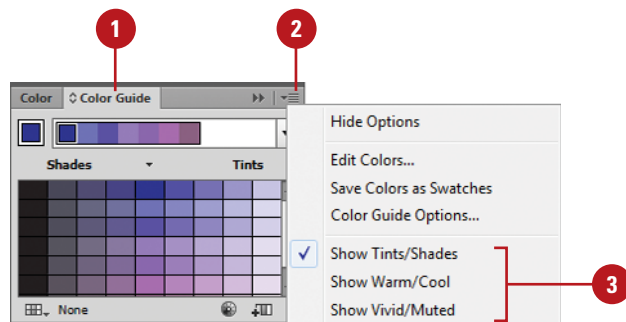 1
2
Color
Color Guide
Shades
Tints
None
Hide Options
Edit Colors...
Save Colors as Swatches
Color Guide Options...
Show Tints/Shades
Show Warm/Cool
Show Vivid/Muted
3